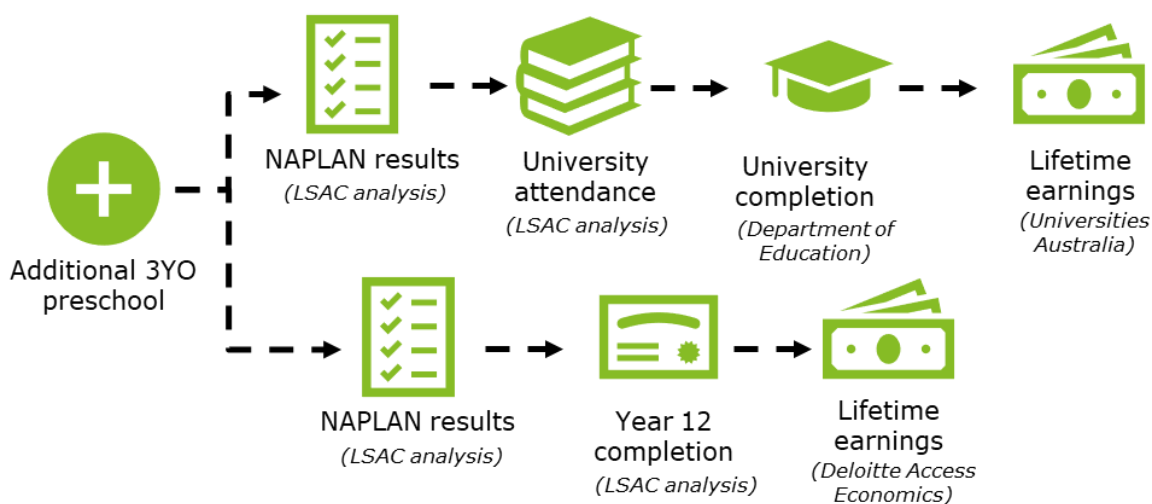 Additional 3YO
preschool
NAPLAN results
(LSAC analysis)
University
attendance
(LSAC analysis)
University
completion
(Department of
Education)
Lifetime
earnings
(Universities
Australia)
NAPLAN results
(LSAC analysis)
Year 12
completion
(LSAC analysis)
Lifetime
earnings
(Deloitte Access
Economics)